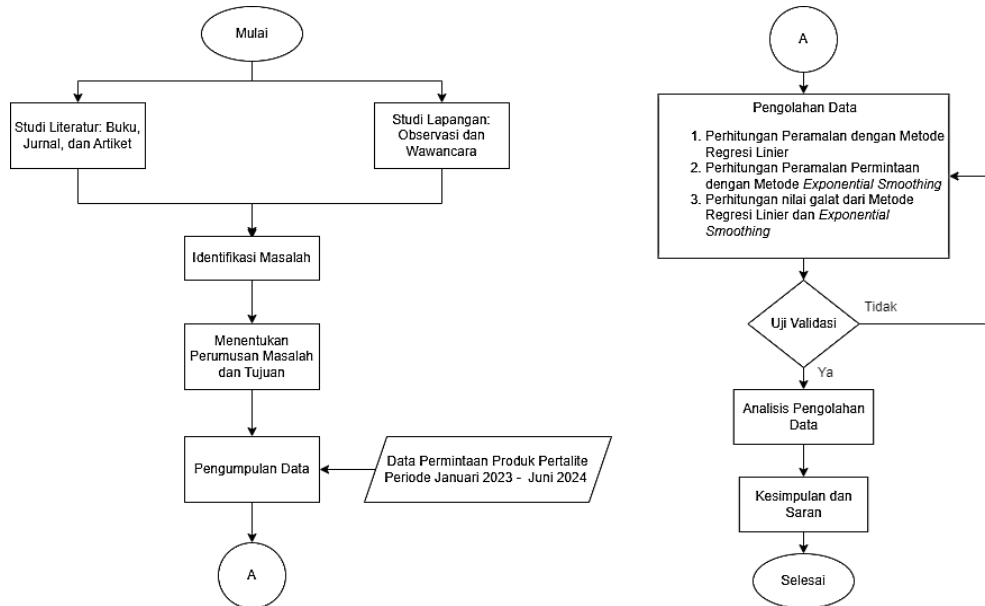 Mulai
Studi Literatur: Buku,
Jurnal, dan Artiket
Studi Lapangan:
Observasi dan
Wawancara
Identifikasi Masalah
Menentukan
Perumusan Masalah
dan Tujuan
Pengumpulan Data
Data Permintaan Produk Pertalite
Periode Januari 2023 - Juni 2024
A
A
Pengolahan Data
1. Perhitungan Peramalan dengan Metode
Regresi Linier
2. Perhitungan Peramalan Permintaan
dengan Metode Exponential Smoothing
3. Perhitungan nilai galat dari Metode
Regresi Linier dan Exponential
Smoothing
Uji Validasi
Tidak
Ya
Analisis Pengolahan
Data
Kesimpulan dan
Saran
Selesai